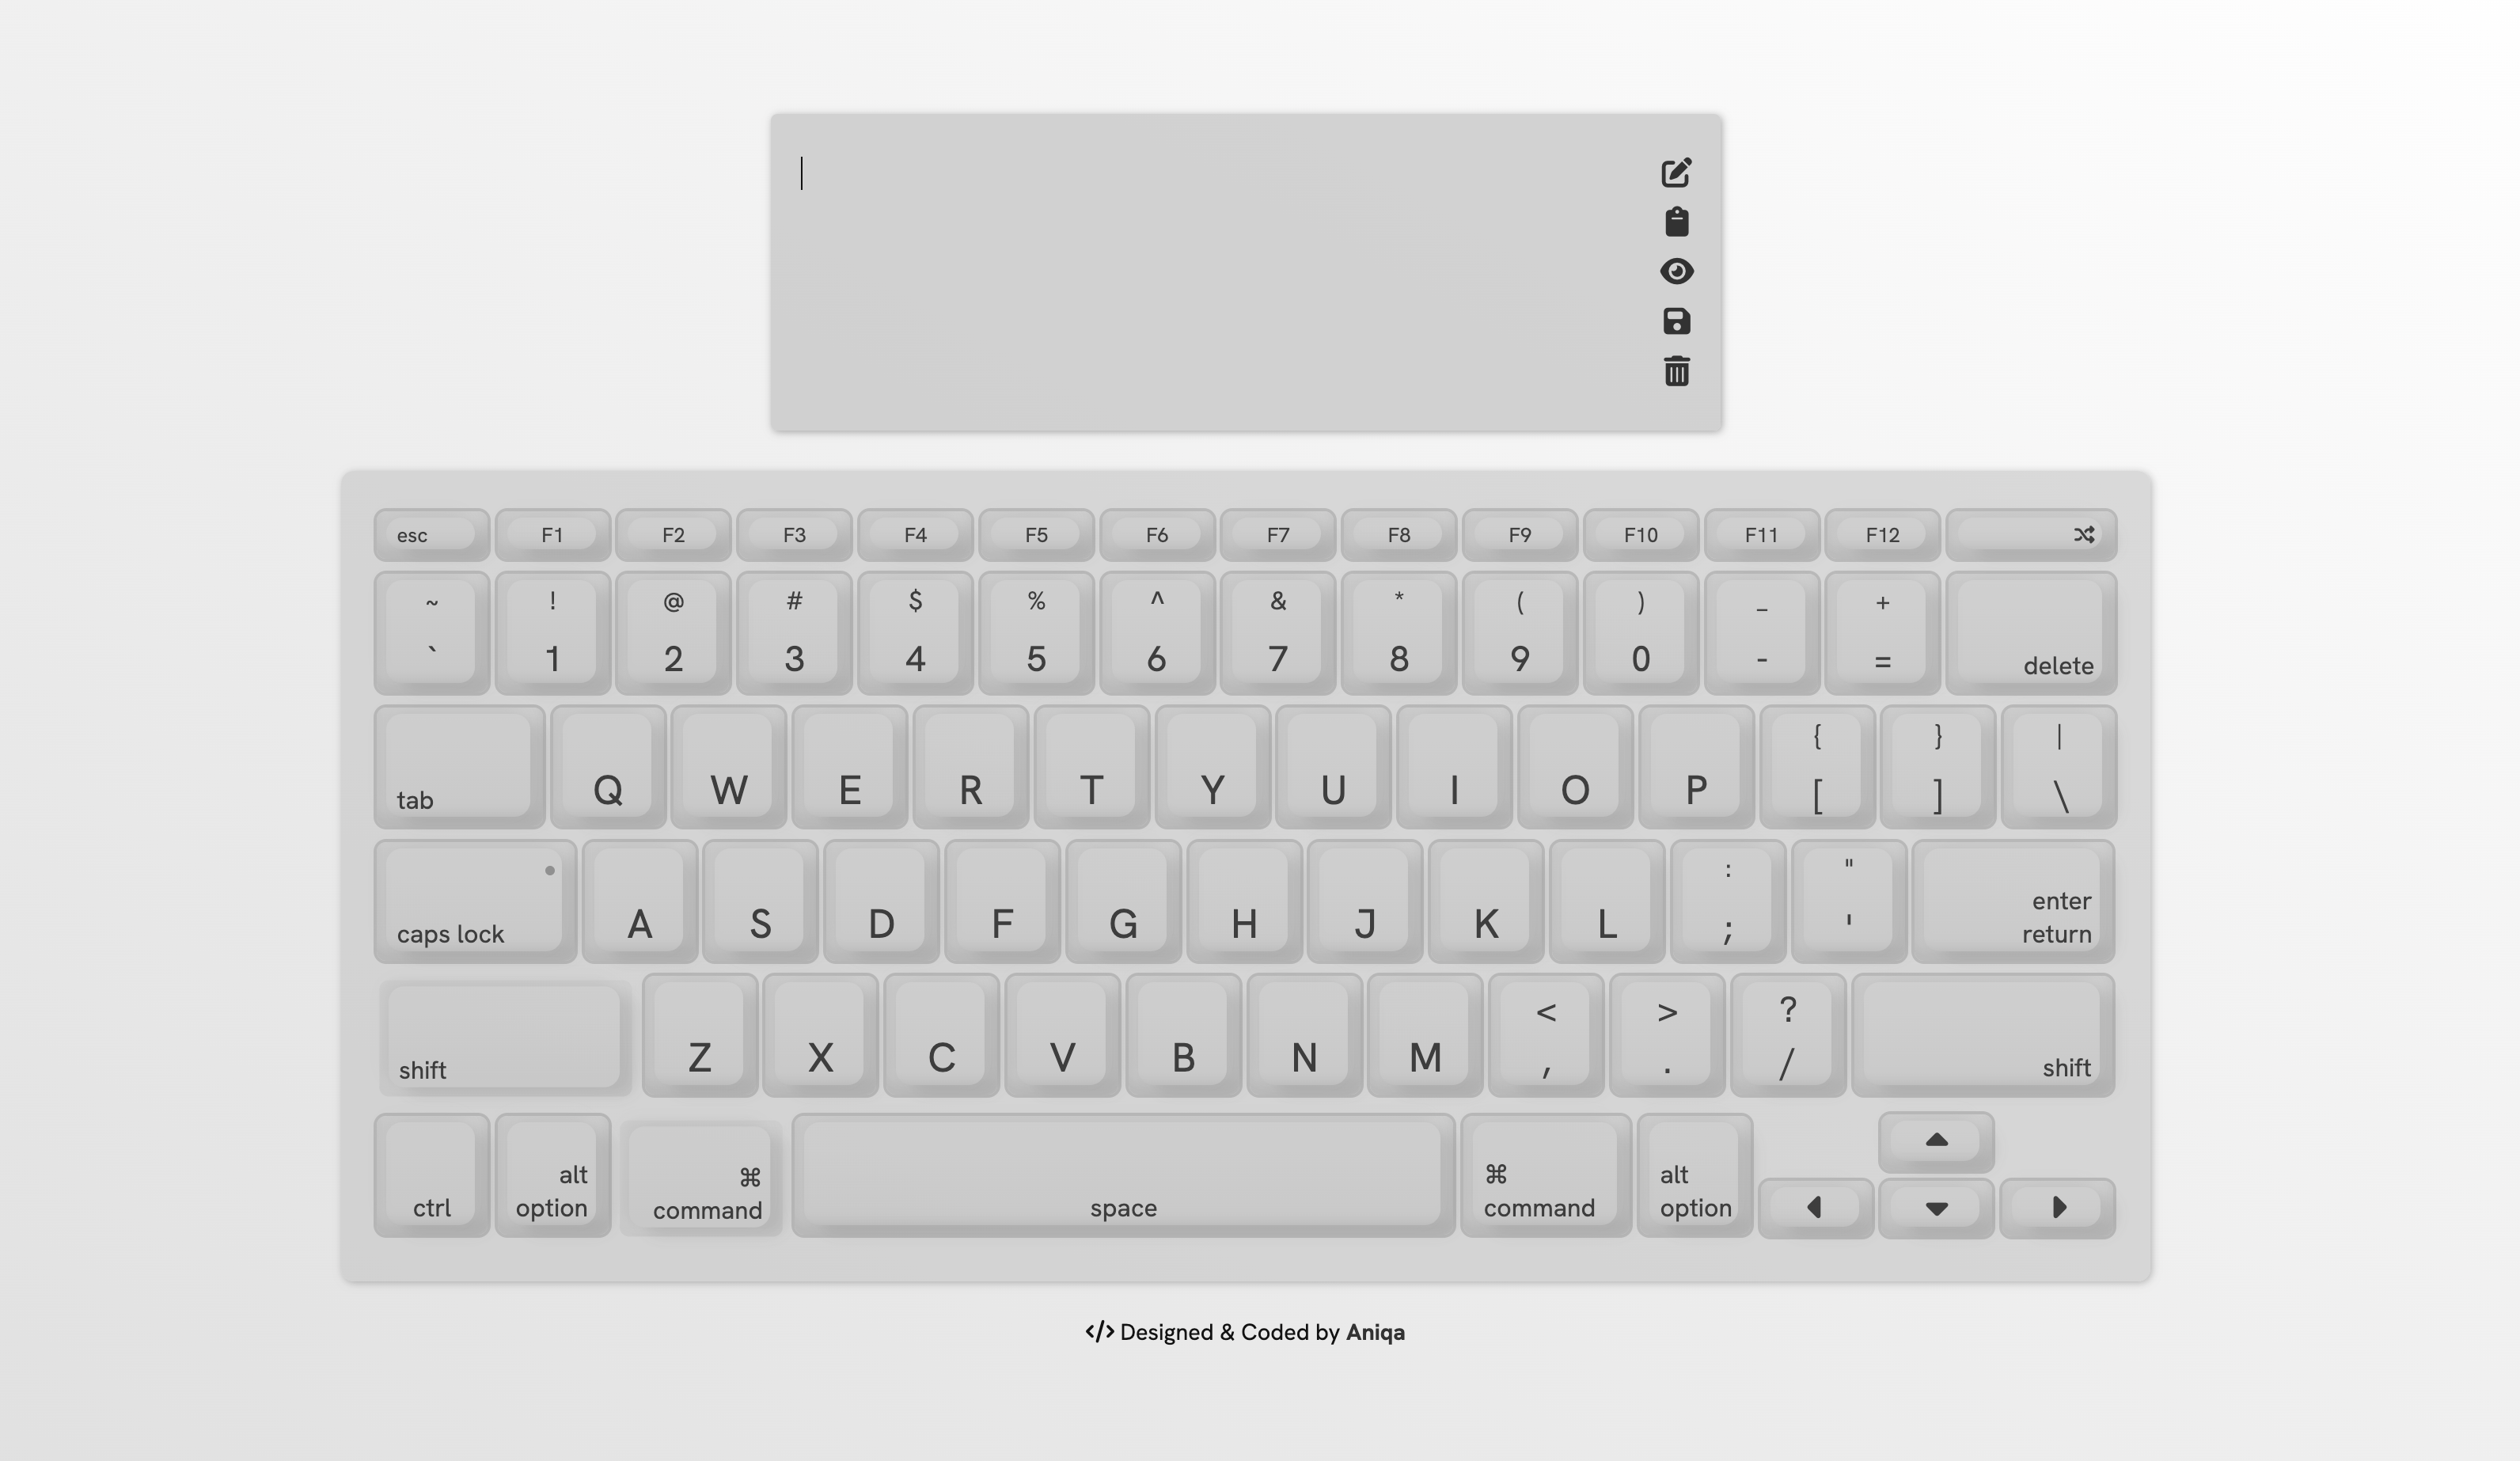 esc F1 F2 F3 F4 F5 F6 F7 F8 F9 F10 F11 F12
~ ! @ # $ % ^ & * ( ) _ +
` 1 2 3 4 5 6 7 8 9 0 - = delete
{ } |
tab Q W E R T Y U I O P [ ] \
: " enter
caps lock A S D F G H J K L ; ' return
< > ?
shift Z X C V B N M , . / shift
alt ⌘ ⌘ alt
ctrl option command space command option
</> Designed & Coded by Aniqa